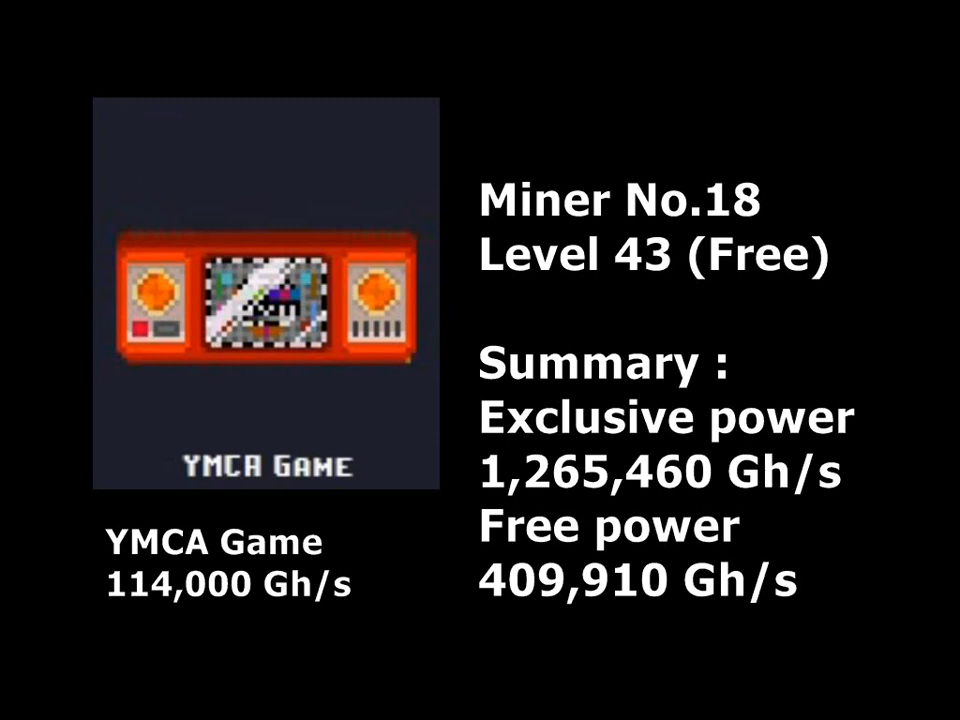 YMCA GAME
YMCA Game
114,000 Gh/s
Miner No.18
Level 43 (Free)
Summary :
Exclusive power
1,265,460 Gh/s
Free power
409,910 Gh/s